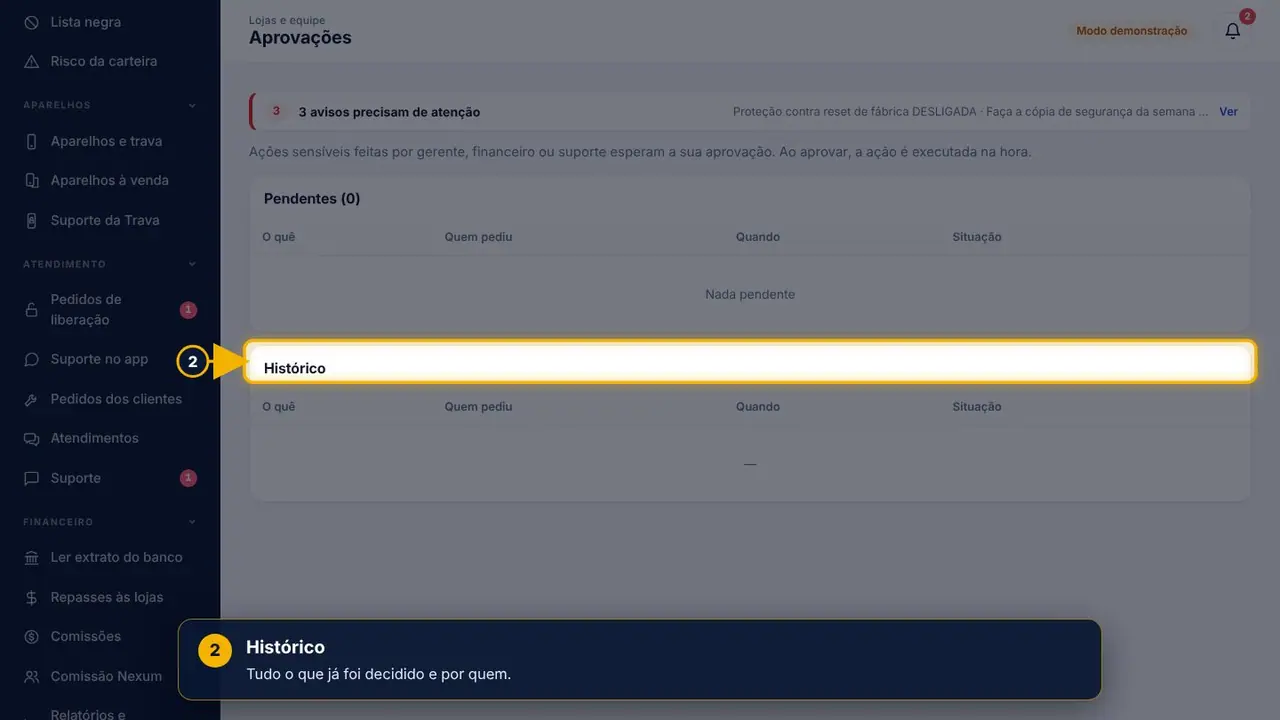 Lista negra
Risco da carteira
APARELHOS
Aparelhos e trava
Aparelhos à venda
Suporte da Trava
ATENDIMENTO
Pedidos de
liberação
1
Suporte no app
Pedidos dos clientes
Atendimentos
Suporte
1
FINANCEIRO
Ler extrato do banco
Repasses às lojas
Comissões
Comissão Nexum
Relatórios e
Lojas e equipe
Aprovações
Modo demonstração
2
3
3 avisos precisam de atenção
Proteção contra reset de fábrica DESLIGADA · Faça a cópia de segurança da semana ...
Ver
Ações sensíveis feitas por gerente, financeiro ou suporte esperam a sua aprovação. Ao aprovar, a ação é executada na hora.
Pendentes (0)
O quê Quem pediu Quando Situação
Nada pendente
2
Histórico
O quê Quem pediu Quando Situação
—
2
Histórico
Tudo o que já foi decidido e por quem.